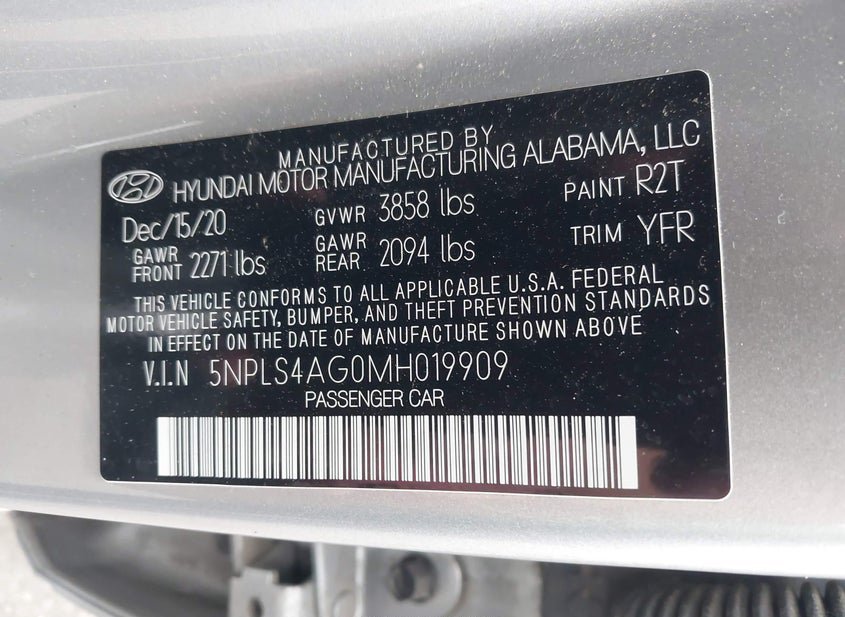 MANUFACTURED BY
HYUNDAI MOTOR MANUFACTURING ALABAMA, LLC
Dec/15/20 GVWR 3858 lbs PAINT R2T
GAWR FRONT 2271 lbs GAWR REAR 2094 lbs TRIM YFR
THIS VEHICLE CONFORMS TO ALL APPLICABLE U.S.A. FEDERAL
MOTOR VEHICLE SAFETY, BUMPER, AND THEFT PREVENTION STANDARDS
IN EFFECT ON THE DATE OF MANUFACTURE SHOWN ABOVE
V.I.N 5NPLS4AG0MH019909
PASSENGER CAR